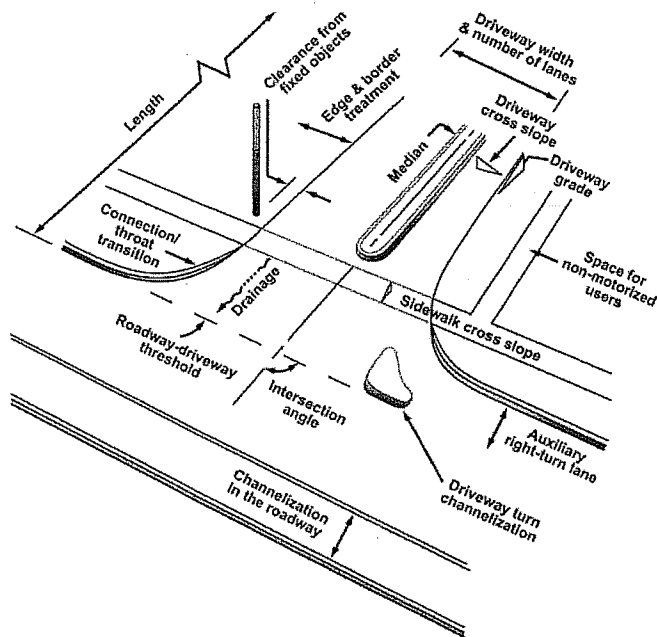 Driveway width
& number of lanes
Clearance from
fixed objects
Length
Edge & border
treatment
Driveway
cross slope
Median
Driveway
grade
Connection/
throat
transition
Space for
non-motorized
users
Drainage
Sidewalk cross slope
Roadway-driveway
threshold
Intersection
angle
Auxiliary
right-turn lane
Channelization
in the roadway
Driveway turn
channelization